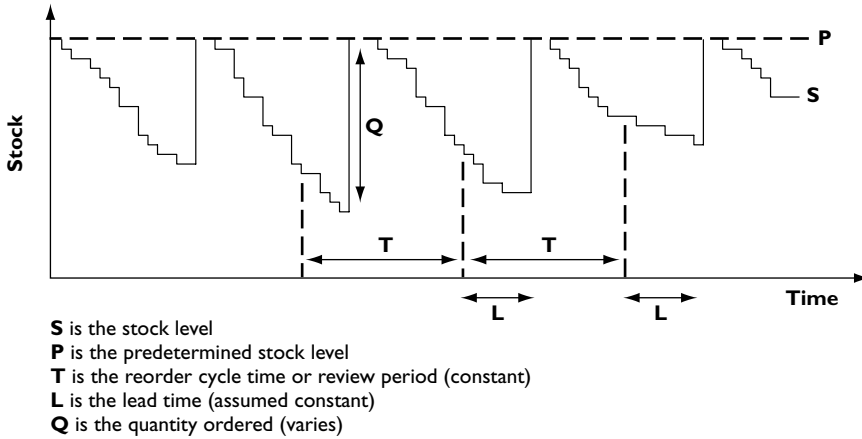 P
S
Q
Stock
T
T
Time
L
L
S is the stock level
P is the predetermined stock level
T is the reorder cycle time or review period (constant)
L is the lead time (assumed constant)
Q is the quantity ordered (varies)